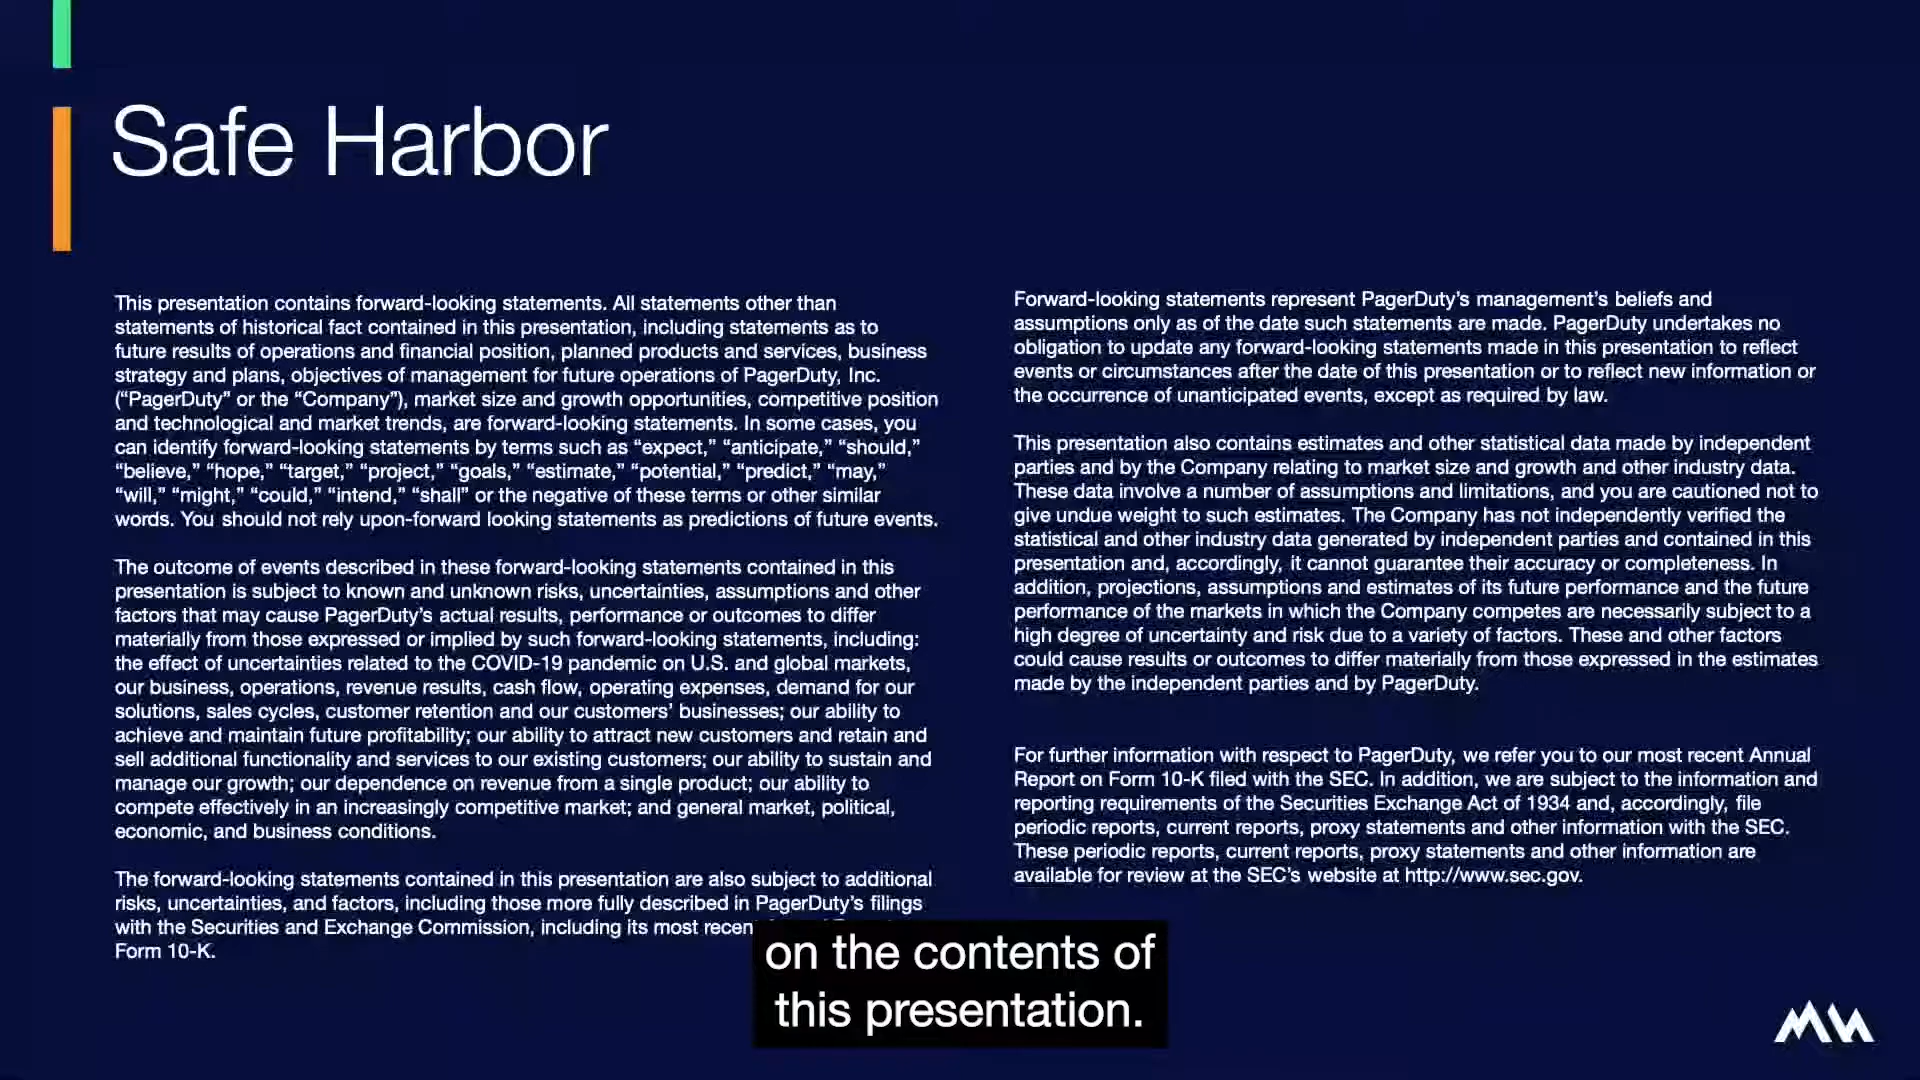 Safe Harbor
This presentation contains forward-looking statements. All statements other than
statements of historical fact contained in this presentation, including statements as to
future results of operations and financial position, planned products and services, business
strategy and plans, objectives of management for future operations of PagerDuty, Inc.
(“PagerDuty” or the “Company”), market size and growth opportunities, competitive position
and technological and market trends, are forward-looking statements. In some cases, you
can identify forward-looking statements by terms such as “expect,” “anticipate,” “should,”
“believe,” “hope,” “target,” “project,” “goals,” “estimate,” “potential,” “predict,” “may,”
“will,” “might,” “could,” “intend,” “shall” or the negative of these terms or other similar
words. You should not rely upon-forward looking statements as predictions of future events.
The outcome of events described in these forward-looking statements contained in this
presentation is subject to known and unknown risks, uncertainties, assumptions and other
factors that may cause PagerDuty’s actual results, performance or outcomes to differ
materially from those expressed or implied by such forward-looking statements, including:
the effect of uncertainties related to the COVID-19 pandemic on U.S. and global markets,
our business, operations, revenue results, cash flow, operating expenses, demand for our
solutions, sales cycles, customer retention and our customers’ businesses; our ability to
achieve and maintain future profitability; our ability to attract new customers and retain and
sell additional functionality and services to our existing customers; our ability to sustain and
manage our growth; our dependence on revenue from a single product; our ability to
compete effectively in an increasingly competitive market; and general market, political,
economic, and business conditions.
The forward-looking statements contained in this presentation are also subject to additional
risks, uncertainties, and factors, including those more fully described in PagerDuty’s filings
with the Securities and Exchange Commission, including its most
Form 10-K.
Forward-looking statements represent PagerDuty’s management’s beliefs and
assumptions only as of the date such statements are made. PagerDuty undertakes no
obligation to update any forward-looking statements made in this presentation to reflect
events or circumstances after the date of this presentation or to reflect new information or
the occurrence of unanticipated events, except as required by law.
This presentation also contains estimates and other statistical data made by independent
parties and by the Company relating to market size and growth and other industry data.
These data involve a number of assumptions and limitations, and you are cautioned not to
give undue weight to such estimates. The Company has not independently verified the
statistical and other industry data generated by independent parties and contained in this
presentation and, accordingly, it cannot guarantee their accuracy or completeness. In
addition, projections, assumptions and estimates of its future performance and the future
performance of the markets in which the Company competes are necessarily subject to a
high degree of uncertainty and risk due to a variety of factors. These and other factors
could cause results or outcomes to differ materially from those expressed in the estimates
made by the independent parties and by PagerDuty.
For further information with respect to PagerDuty, we refer you to our most recent Annual
Report on Form 10-K filed with the SEC. In addition, we are subject to the information and
reporting requirements of the Securities Exchange Act of 1934 and, accordingly, file
periodic reports, current reports, proxy statements and other information with the SEC.
These periodic reports, current reports, proxy statements and other information are
available for review at the SEC’s website at http://www.sec.gov.
on the contents of
this presentation.